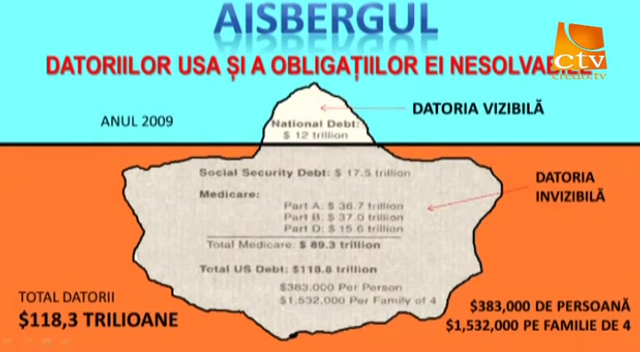 AISBERGUL
DATORIILOR USA ȘI A OBLIGAȚIILOR EI
ctv
credo.tv
ANUL 2009
DATORIA VIZIBILĂ
National Debt:
$ 12 trillion
Social Security Debt: $ 17.5 trillion
Medicare:
Part A: $ 36.7 trillion
Part B: $ 37.0 trillion
Part D: $ 15.6 trillion
Total Medicare: $ 89.3 trillion
Total US Debt: $118.8 trillion
$383,000 Per Person
$1,532,000 Per Family of 4
DATORIA
INVIZIBILĂ
TOTAL DATORII
$118,3 TRILIOANE
$383,000 DE PERSOANĂ
$1,532,000 PE FAMILIE DE 4